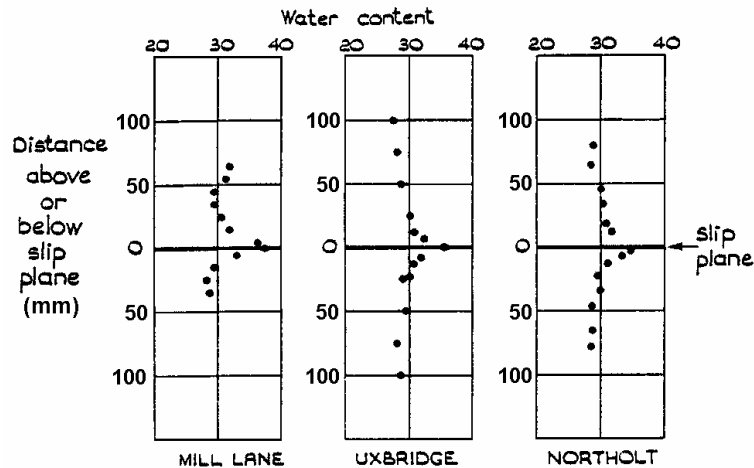 Water content
20 30 40 20 30 40 20 30 40
Distance
above
or
below
slip
plane
(mm)
100
50
0
50
100
100
50
0
50
100
100
50
0
50
100
slip
plane
MILL LANE UXBRIDGE NORTHOLT